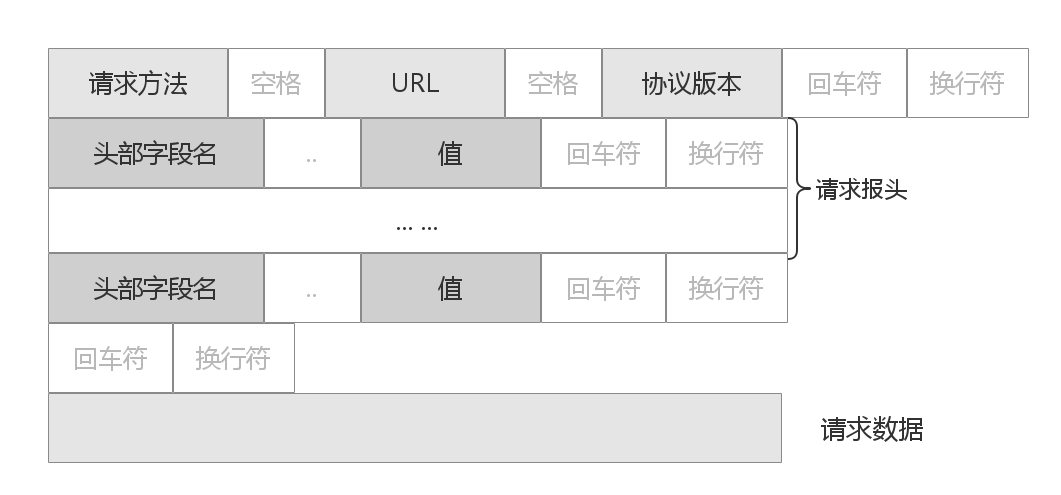 请求方法 空格 URL 空格 协议版本 回车符 换行符
头部字段名 .. 值 回车符 换行符
请求报头
... ...
头部字段名 .. 值 回车符 换行符
回车符 换行符
请求数据